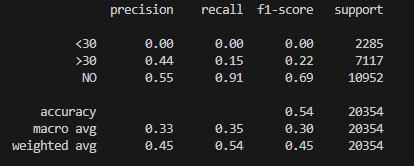 precision recall f1-score support
<30 0.00 0.00 0.00 2285
>30 0.44 0.15 0.22 7117
NO 0.55 0.91 0.69 10952
accuracy 0.54 20354
macro avg 0.33 0.35 0.30 20354
weighted avg 0.45 0.54 0.45 20354